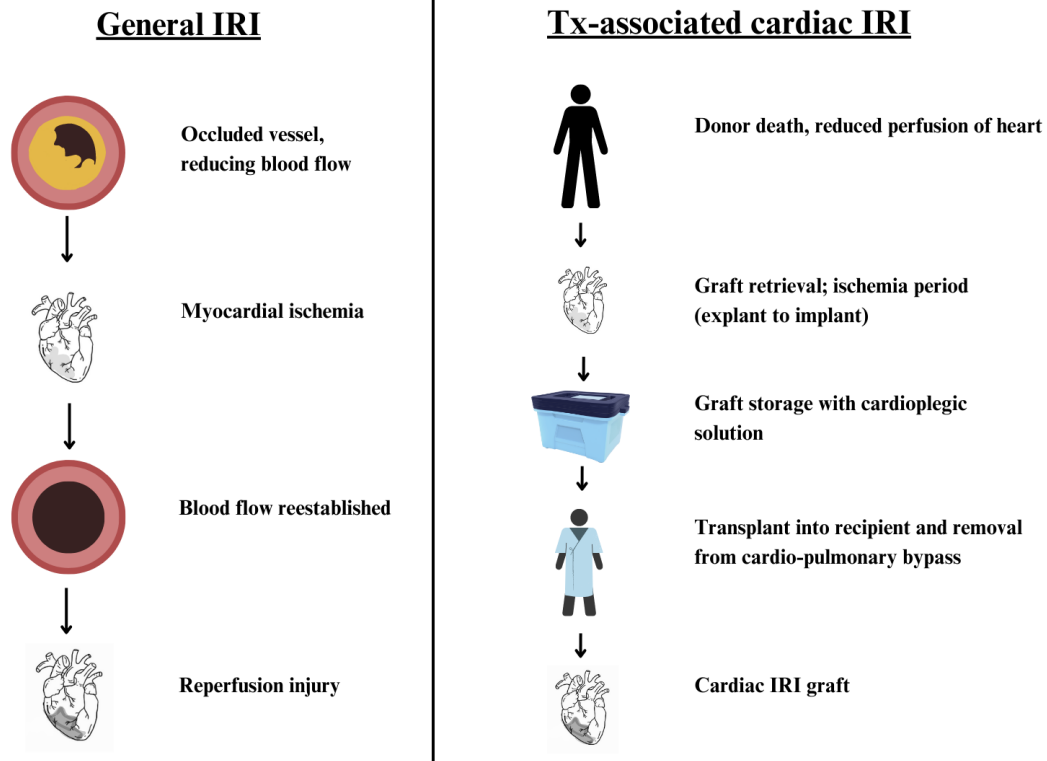 General IRI
Occluded vessel,
reducing blood flow
Myocardial ischemia
Blood flow reestablished
Reperfusion injury
Tx-associated cardiac IRI
Donor death, reduced perfusion of heart
Graft retrieval; ischemia period
(explant to implant)
Graft storage with cardioplegic
solution
Transplant into recipient and removal
from cardio-pulmonary bypass
Cardiac IRI graft